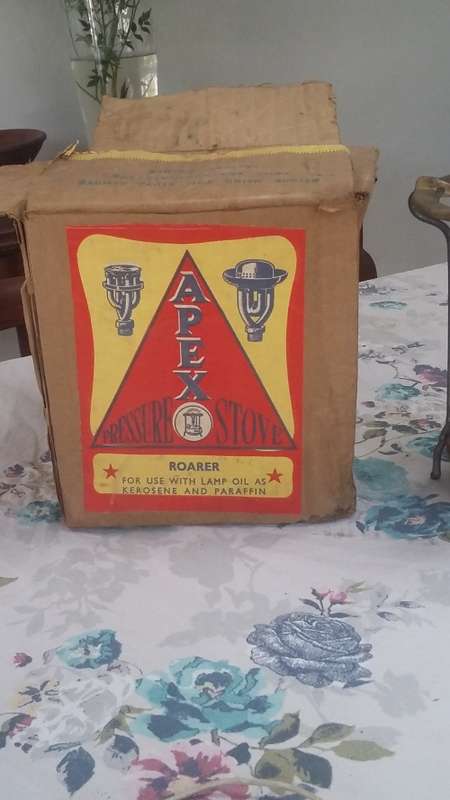 APEX
PRESSURE STOVE
ROARER
FOR USE WITH LAMP OIL AS
KEROSENE AND PARAFFIN